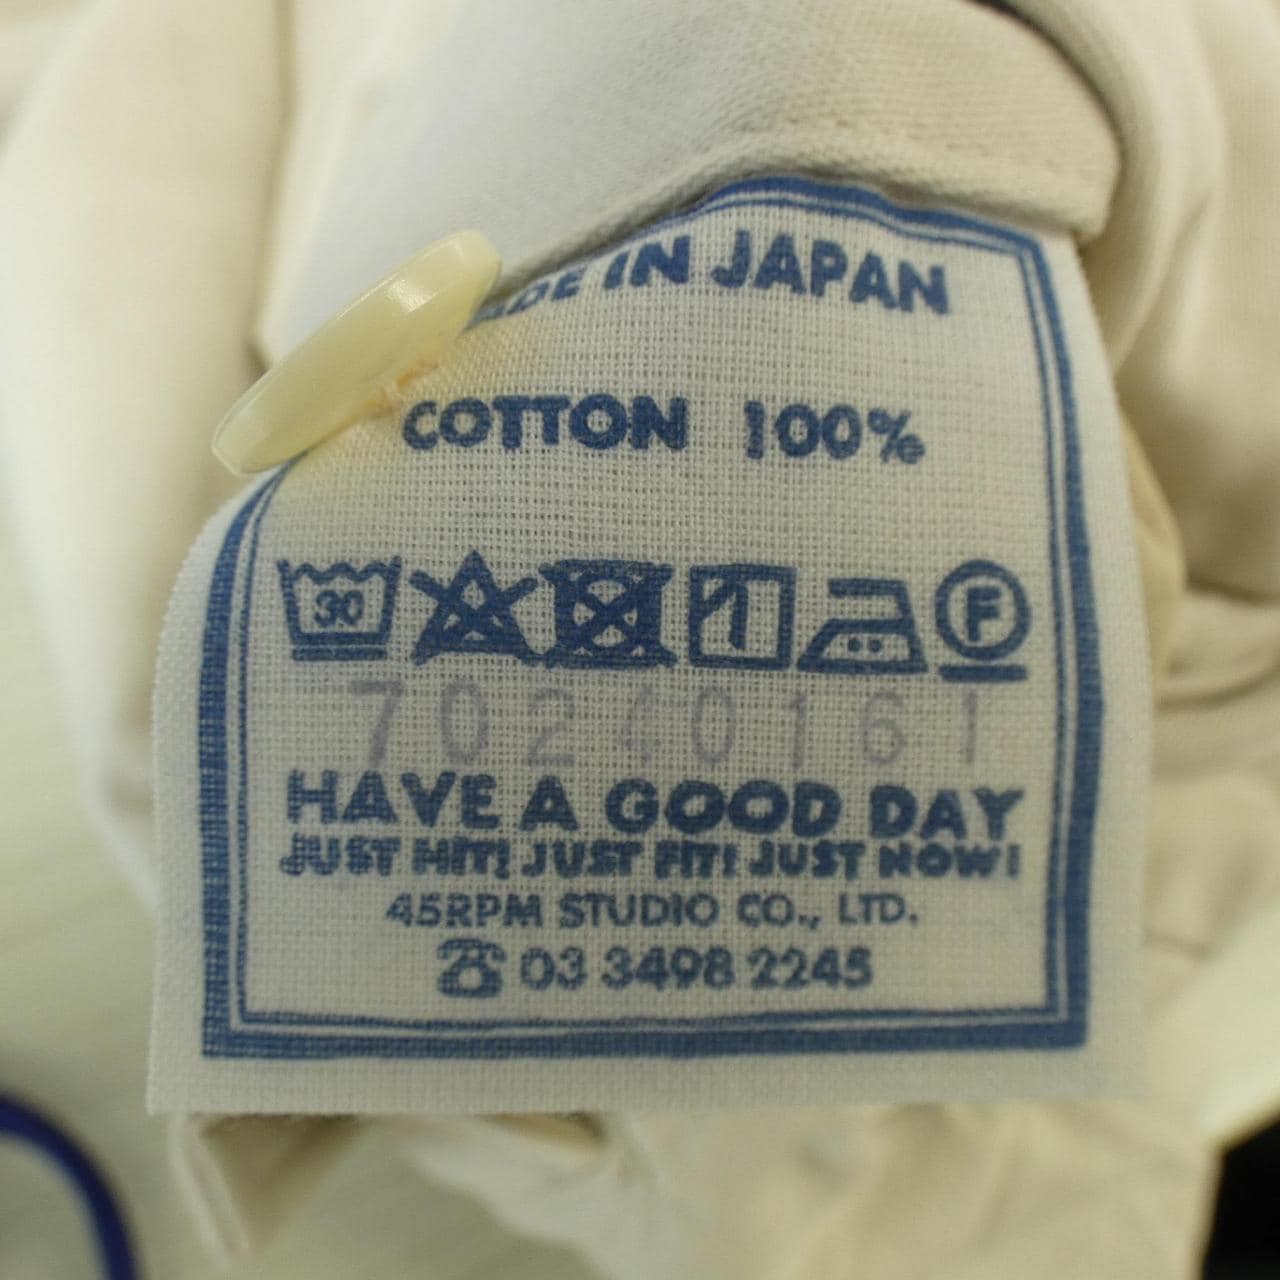 MADE IN JAPAN
COTTON 100%
30 F
70240161
HAVE A GOOD DAY
JUST HIT! JUST FIT! JUST NOW!
45RPM STUDIO CO., LTD.
☎ 03 3498 2245